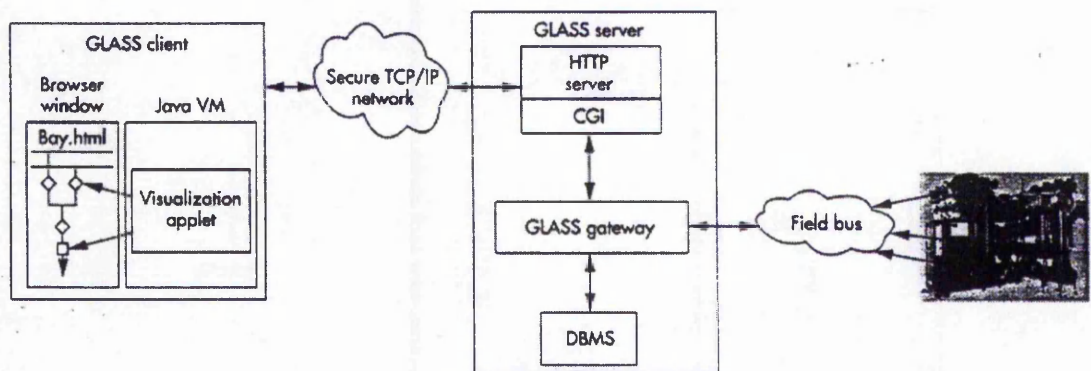 GLASS client
Browser
window
Java VM
Bay.html
Visualization
applet
Secure TCP/IP
network
GLASS server
HTTP
server
CGI
GLASS gateway
DBMS
Field bus